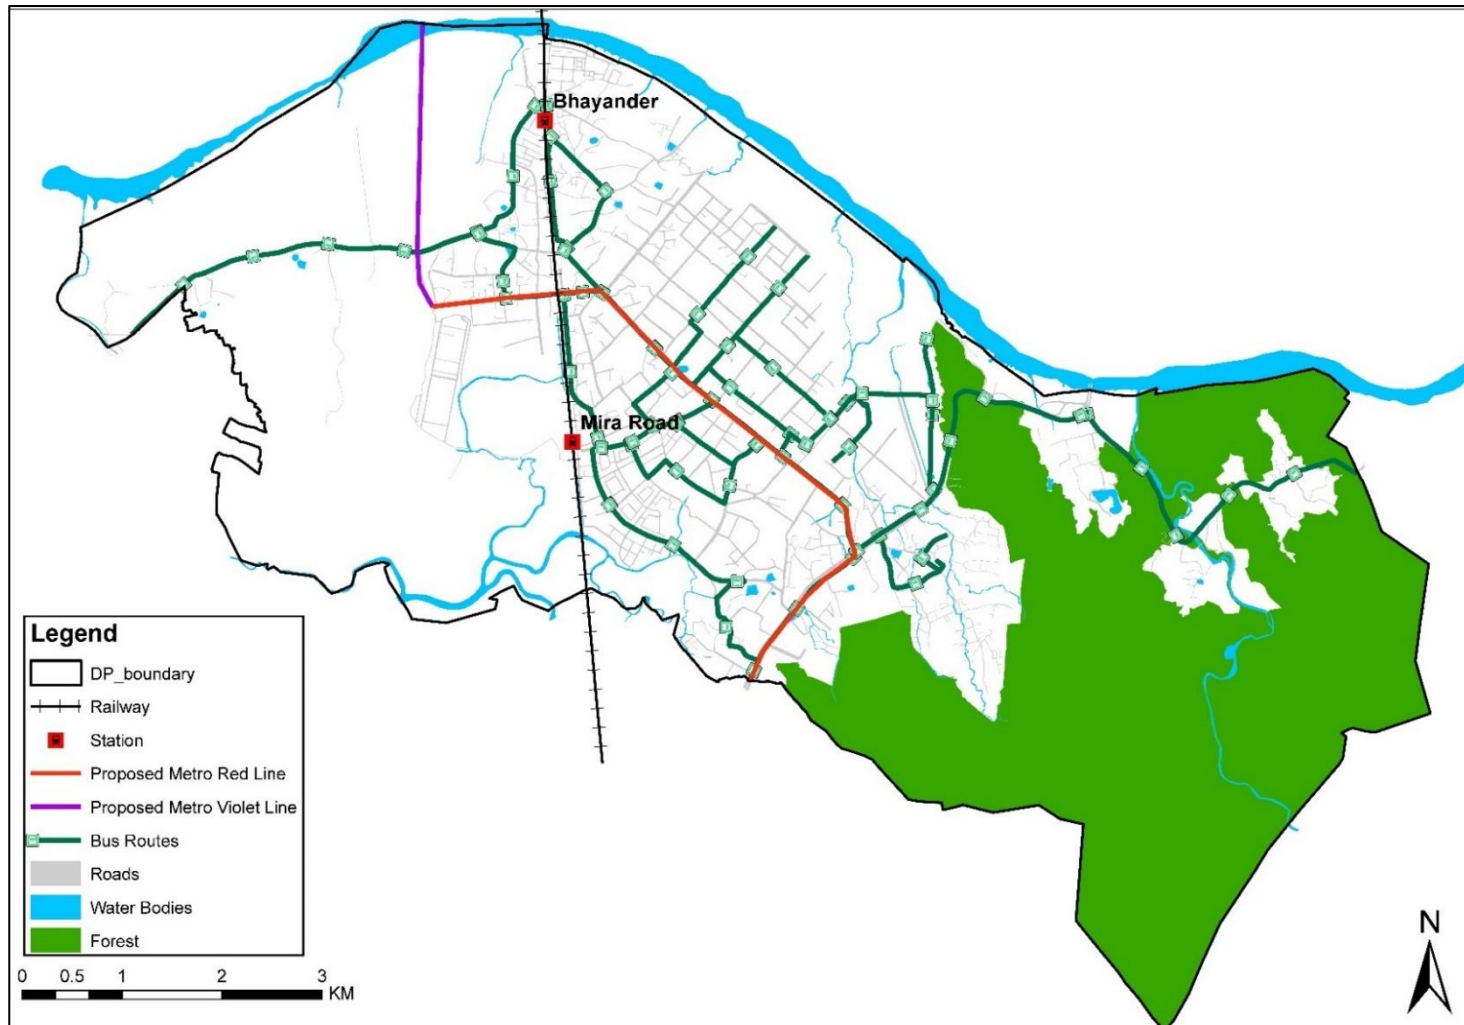 Bhayander
Mira Road
Legend
DP_boundary
Railway
Station
Proposed Metro Red Line
Proposed Metro Violet Line
Bus Routes
Roads
Water Bodies
Forest
0 0.5 1 2 3
KM
N